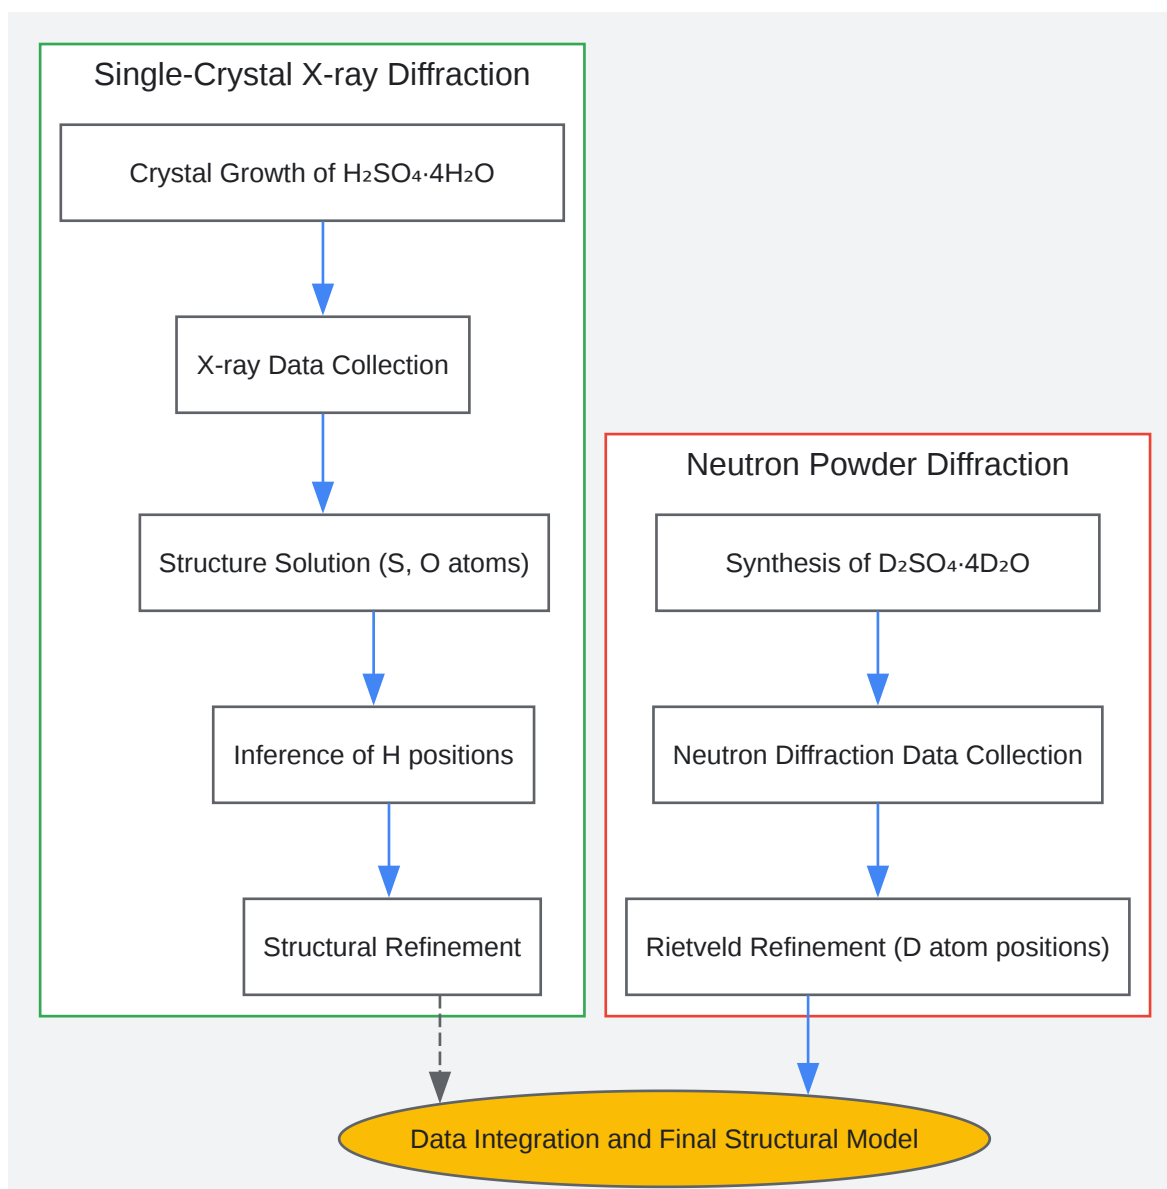 Single-Crystal X-ray Diffraction
Crystal Growth of H₂SO₄·4H₂O
X-ray Data Collection
Structure Solution (S, O atoms)
Inference of H positions
Structural Refinement
Neutron Powder Diffraction
Synthesis of D₂SO₄·4D₂O
Neutron Diffraction Data Collection
Rietveld Refinement (D atom positions)
Data Integration and Final Structural Model